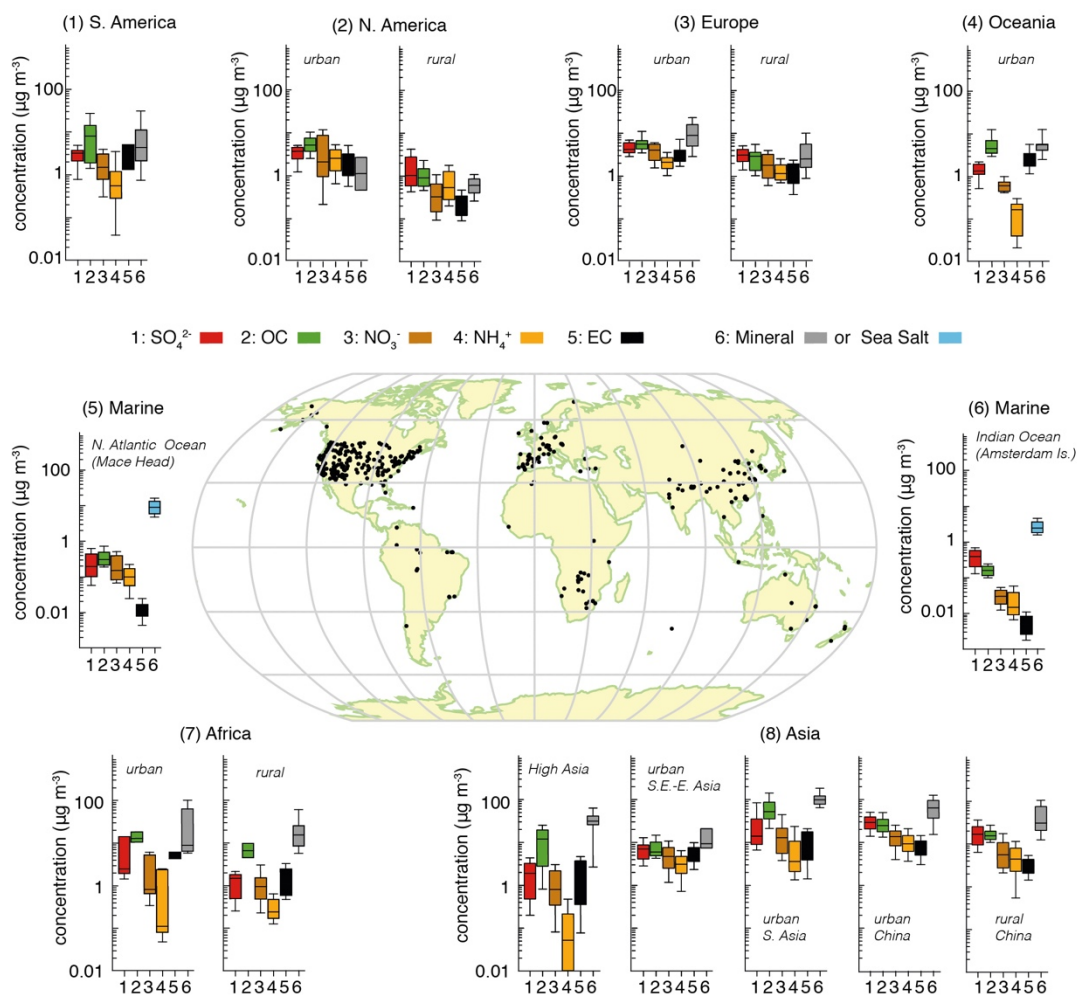 (1) S. America
(2) N. America
(3) Europe
(4) Oceania
concentration (µg m⁻³)
100
1
0.01
1 2 3 4 5 6
concentration (µg m⁻³)
urban
100
1
0.01
1 2 3 4 5 6
rural
1 2 3 4 5 6
concentration (µg m⁻³)
urban
100
1
0.01
1 2 3 4 5 6
rural
1 2 3 4 5 6
concentration (µg m⁻³)
urban
100
1
0.01
1 2 3 4 5 6
1: SO₄²⁻ 2: OC 3: NO₃⁻ 4: NH₄⁺ 5: EC 6: Mineral or Sea Salt
(5) Marine
N. Atlantic Ocean
(Mace Head)
concentration (µg m⁻³)
100
1
0.01
1 2 3 4 5 6
(6) Marine
Indian Ocean
(Amsterdam Is.)
concentration (µg m⁻³)
100
1
0.01
1 2 3 4 5 6
(7) Africa
concentration (µg m⁻³)
urban
100
1
0.01
1 2 3 4 5 6
rural
1 2 3 4 5 6
(8) Asia
concentration (µg m⁻³)
High Asia
100
1
0.01
1 2 3 4 5 6
urban
S.E.-E. Asia
1 2 3 4 5 6
urban
S. Asia
1 2 3 4 5 6
urban
China
1 2 3 4 5 6
rural
China
1 2 3 4 5 6